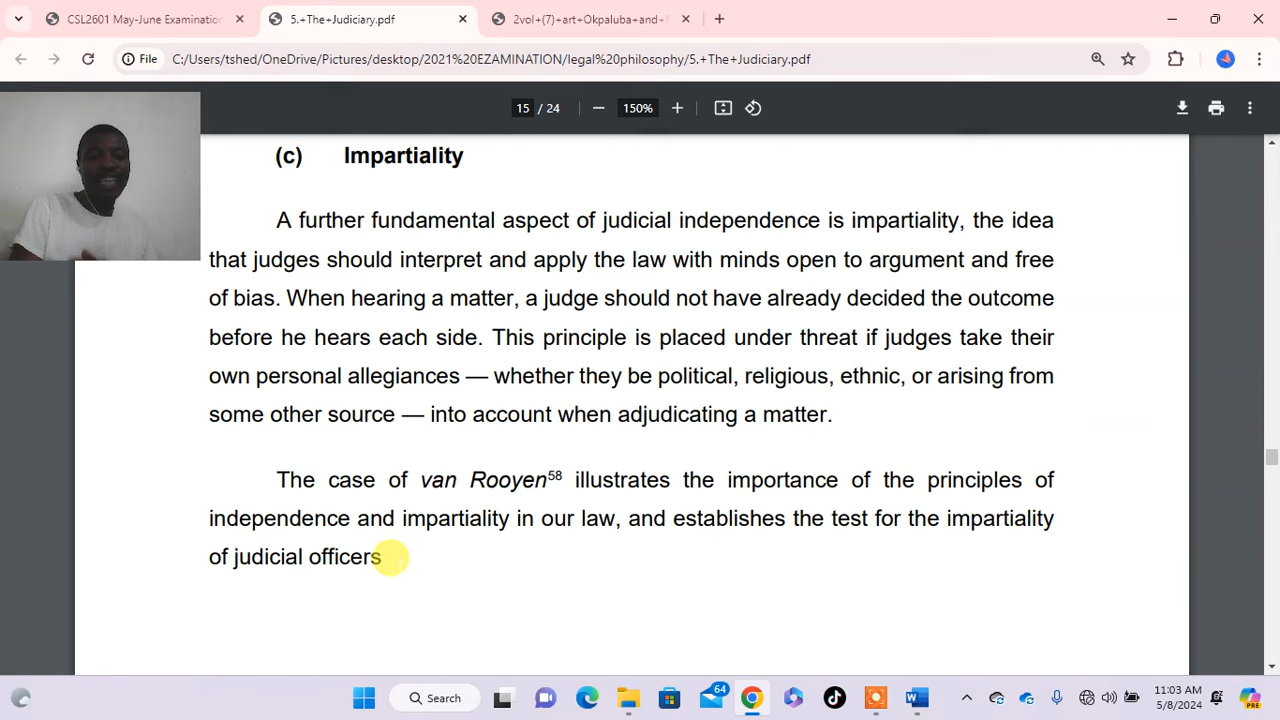 CSL2601 May-June Examination
5.+The+Judiciary.pdf
2vol+(7)+art+Okpaluba+and+
File
C:/Users/tshed/OneDrive/Pictures/desktop/2021%20EZAMINATION/legal%20philosophy/5.+The+Judiciary.pdf
15 / 24
150%
(c) Impartiality
A further fundamental aspect of judicial independence is impartiality, the idea
that judges should interpret and apply the law with minds open to argument and free
of bias. When hearing a matter, a judge should not have already decided the outcome
before he hears each side. This principle is placed under threat if judges take their
own personal allegiances — whether they be political, religious, ethnic, or arising from
some other source — into account when adjudicating a matter.
The case of van Rooyen58 illustrates the importance of the principles of
independence and impartiality in our law, and establishes the test for the impartiality
of judicial officers
Search
64
W
11:03 AM
5/8/2024
PRE